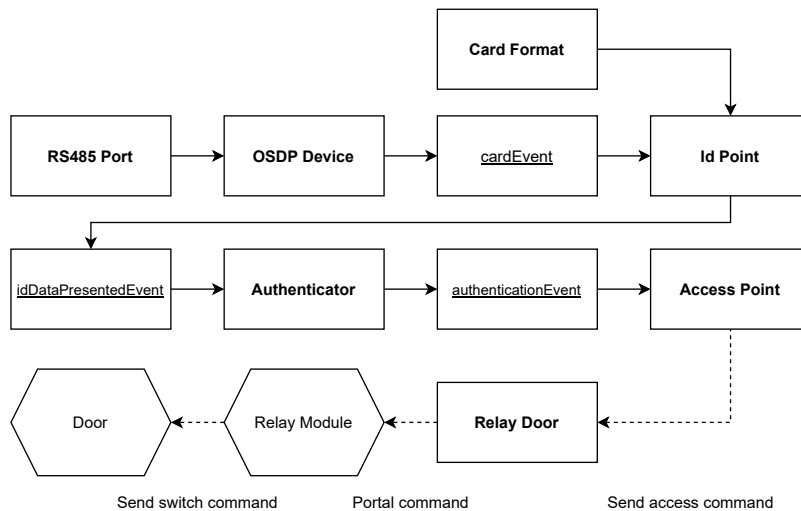 Card Format
RS485 Port
OSDP Device
cardEvent
Id Point
idDataPresentedEvent
Authenticator
authenticationEvent
Access Point
Door
Relay Module
Relay Door
Send switch command
Portal command
Send access command